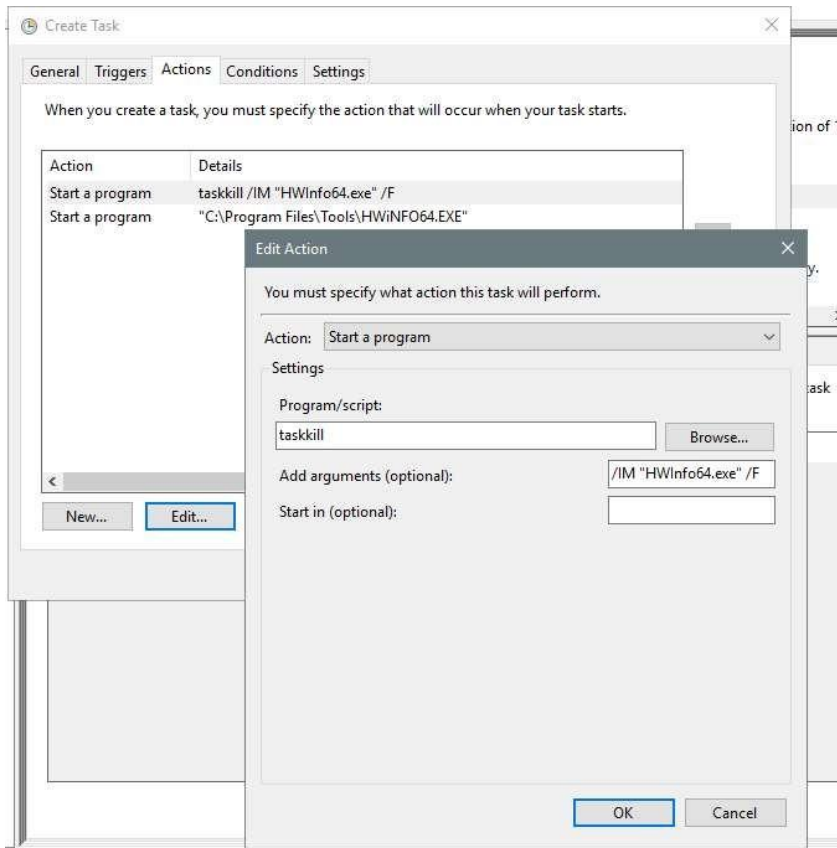 Create Task
General Triggers Actions Conditions Settings
When you create a task, you must specify the action that will occur when your task starts.
ion of
Action Details
Start a program taskkill /IM "HWInfo64.exe" /F
Start a program "C:\Program Files\Tools\HWiNFO64.EXE"
Edit Action
y.
You must specify what action this task will perform.
Action: Start a program
Settings
ask
Program/script:
taskkill
Browse...
Add arguments (optional): /IM "HWInfo64.exe" /F
Start in (optional):
New... Edit...
OK Cancel